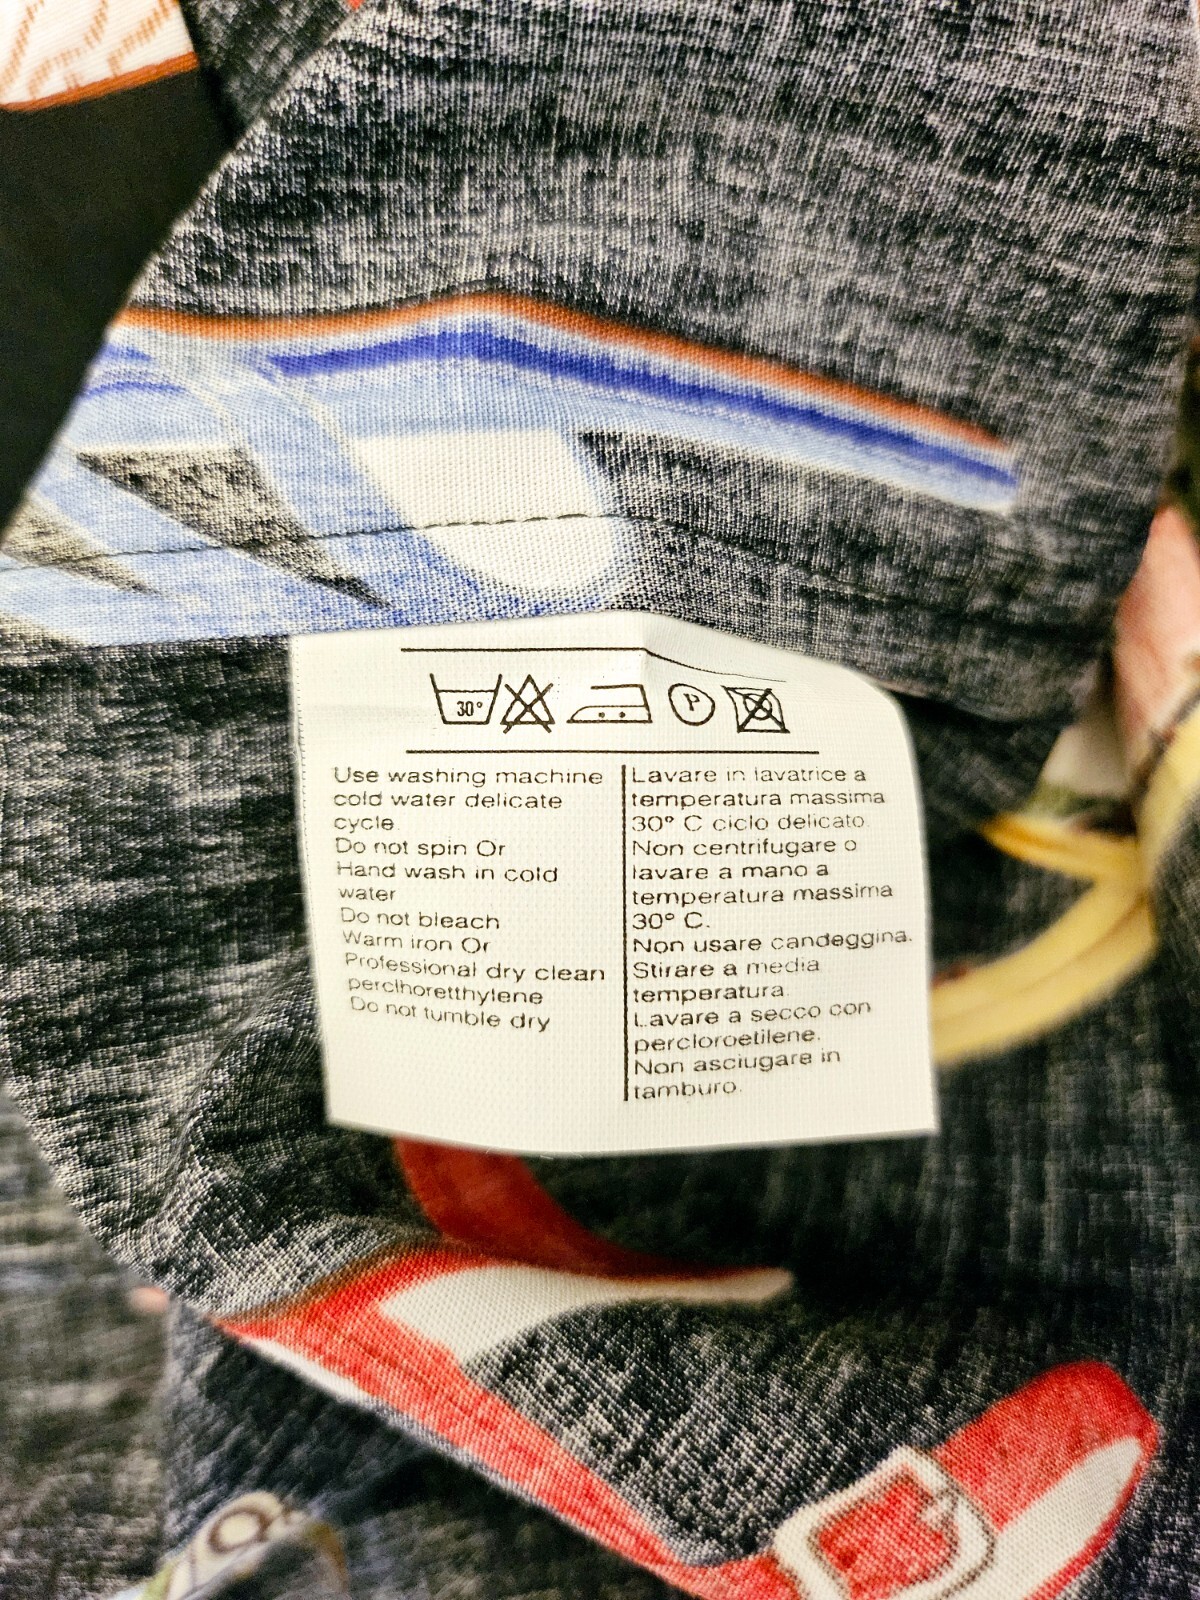 30°
P
Use washing machine
cold water delicate
cycle.
Do not spin Or
Hand wash in cold
water
Do not bleach
Warm iron Or
Professional dry clean
perclhoretthylene
Do not tumble dry
Lavare in lavatrice a
temperatura massima
30° C ciclo delicato.
Non centrifugare o
lavare a mano a
temperatura massima
30° C.
Non usare candeggina.
Stirare a media
temperatura.
Lavare a secco con
percloroetilene.
Non asciugare in
tamburo.